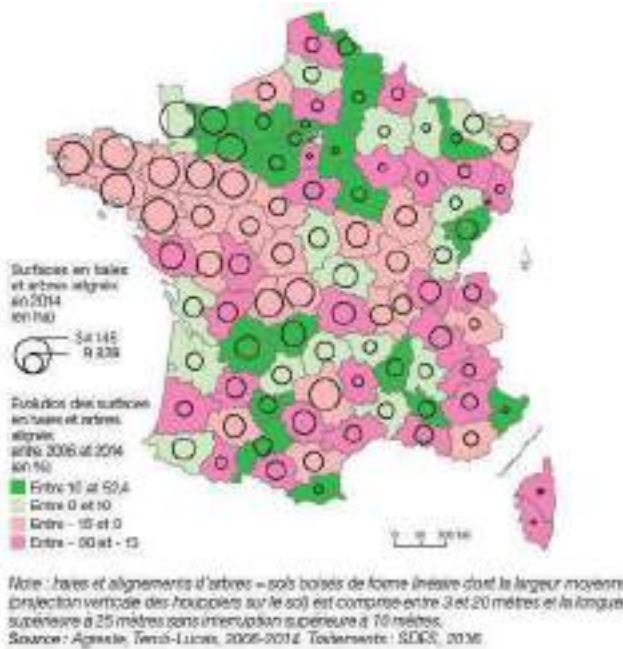 Surfaces en haies
et arbres alignés
en 2014
(en ha)
Évolution des surfaces
en haies et arbres
alignés
entre 2006 et 2014
(en %)
Entre 10 et 52,4
Entre 0 et 10
Entre - et 0
Entre - et -
0 100 km
Note : haies et alignements d'arbres = sols boisés de forme linéaire dont la largeur moyenne
(projection verticale des houppiers sur le sol) est comprise entre 3 et 20 mètres et la longueur
supérieure à 25 mètres sans interruption supérieure à 10 mètres.
Source : Agreste, Teruti-Lucas, 2006-2014. Traitements : SDES, 2016